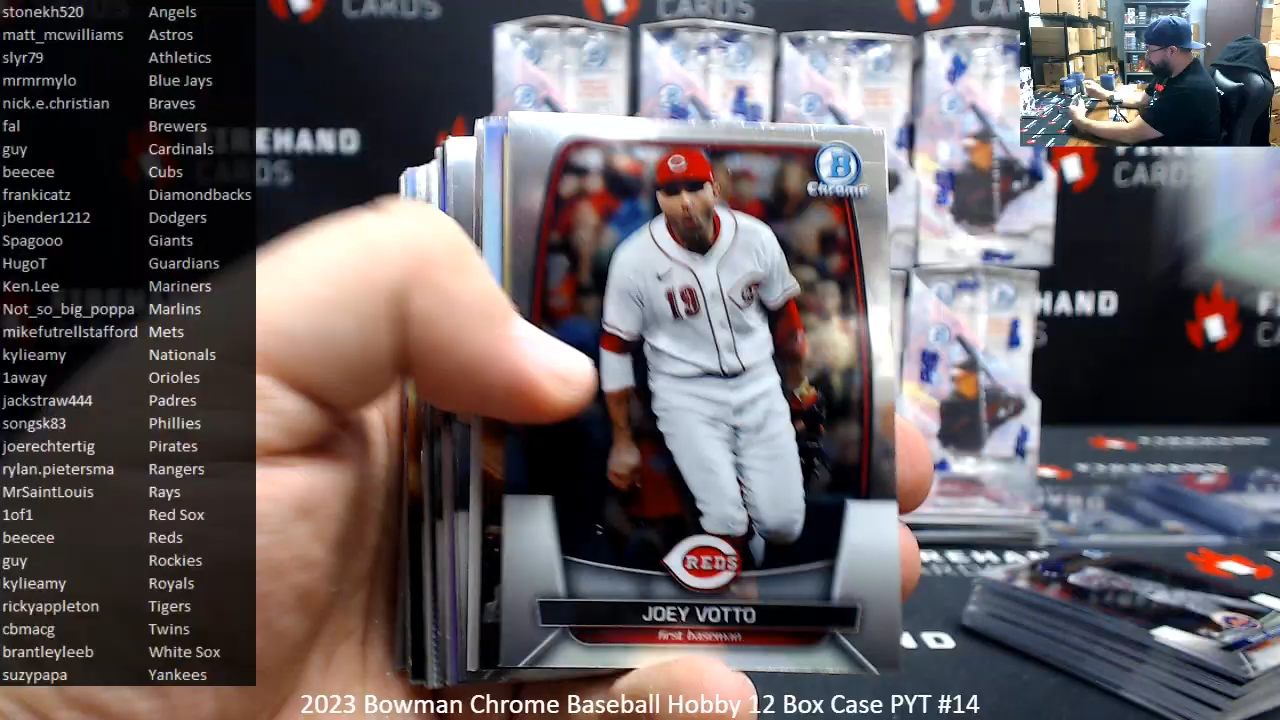 stonekh520 Angels
matt_mcwilliams Astros
slyr79 Athletics
mrmrmylo Blue Jays
nick.e.christian Braves
fal Brewers
guy Cardinals
beecee Cubs
frankicatz Diamondbacks
jbender1212 Dodgers
Spagooo Giants
HugoT Guardians
Ken.Lee Mariners
Not_so_big_poppa Marlins
mikefutrellstafford Mets
kylieamy Nationals
1away Orioles
jackstraw444 Padres
songsk83 Phillies
joerechtertig Pirates
rylan.pietersma Rangers
MrSaintLouis Rays
1of1 Red Sox
beecee Reds
guy Rockies
kylieamy Royals
rickyappleton Tigers
cbmacg Twins
brantleyleeb White Sox
suzypapa Yankees
CARDS
CARDS
B
Chrome
19
REDS
JOEY VOTTO
first baseman
2023 Bowman Chrome Baseball Hobby 12 Box Case PYT #14